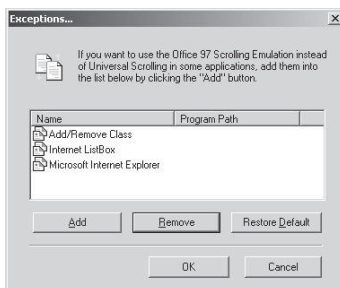 Exceptions...
If you want to use the Office 97 Scrolling Emulation instead
of Universal Scrolling in some applications, add them into
the list below by clicking the "Add" button.
Name Program Path
Add/Remove Class
Internet ListBox
Microsoft Internet Explorer
Add Remove Restore Default
OK Cancel